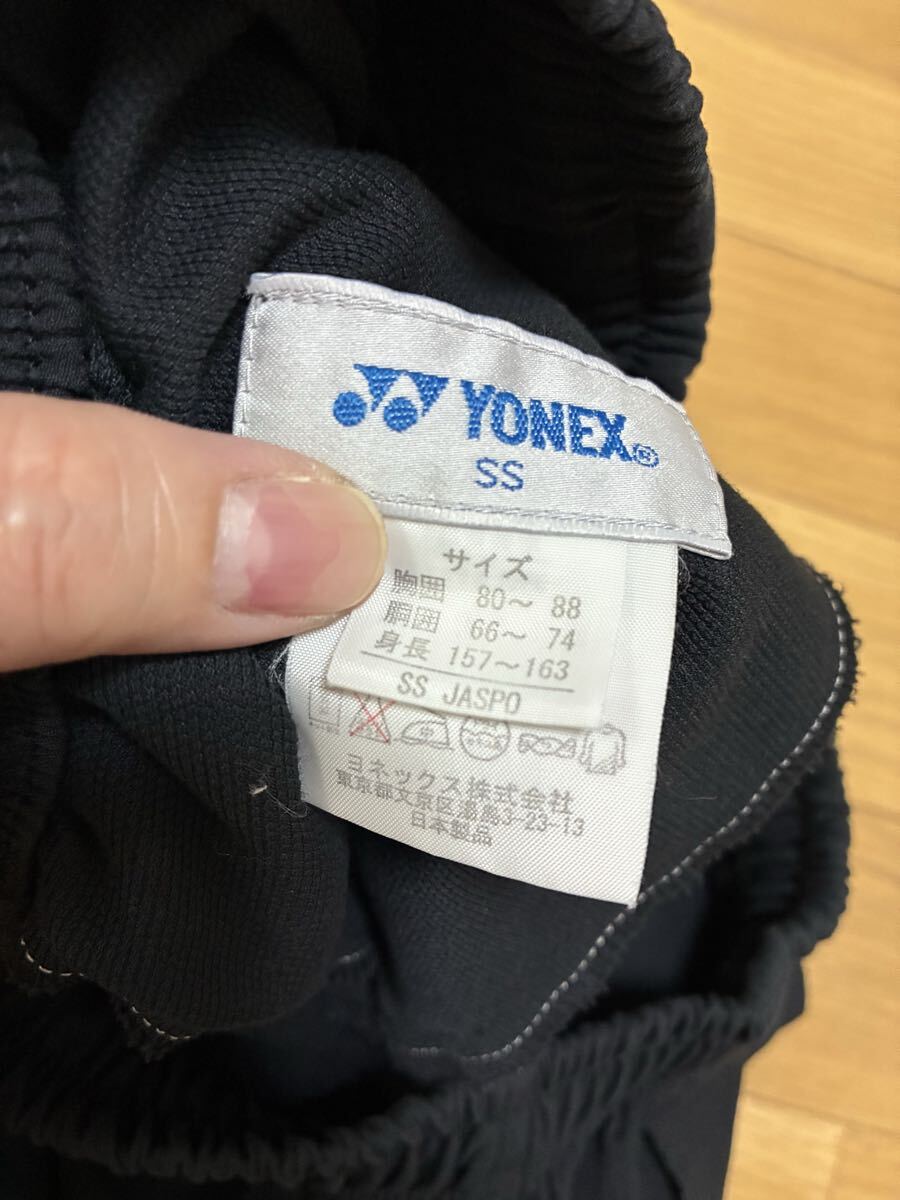 YONEX®
SS
サイズ
胸囲 80～ 88
胴囲 66～ 74
身長 157～163
SS JASPO
ヨネックス株式会社
東京都文京区湯島3-23-13
日本製品